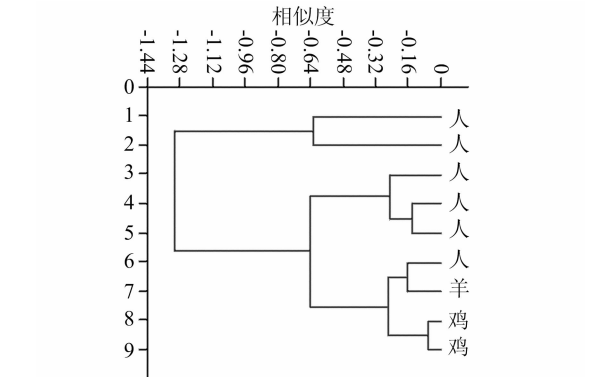 相似度
-1.44 -1.28 -1.12 -0.96 -0.80 -0.64 -0.48 -0.32 -0.16 0
0
1 人
2 人
3 人
4 人
5 人
6 人
7 羊
8 鸡
9 鸡